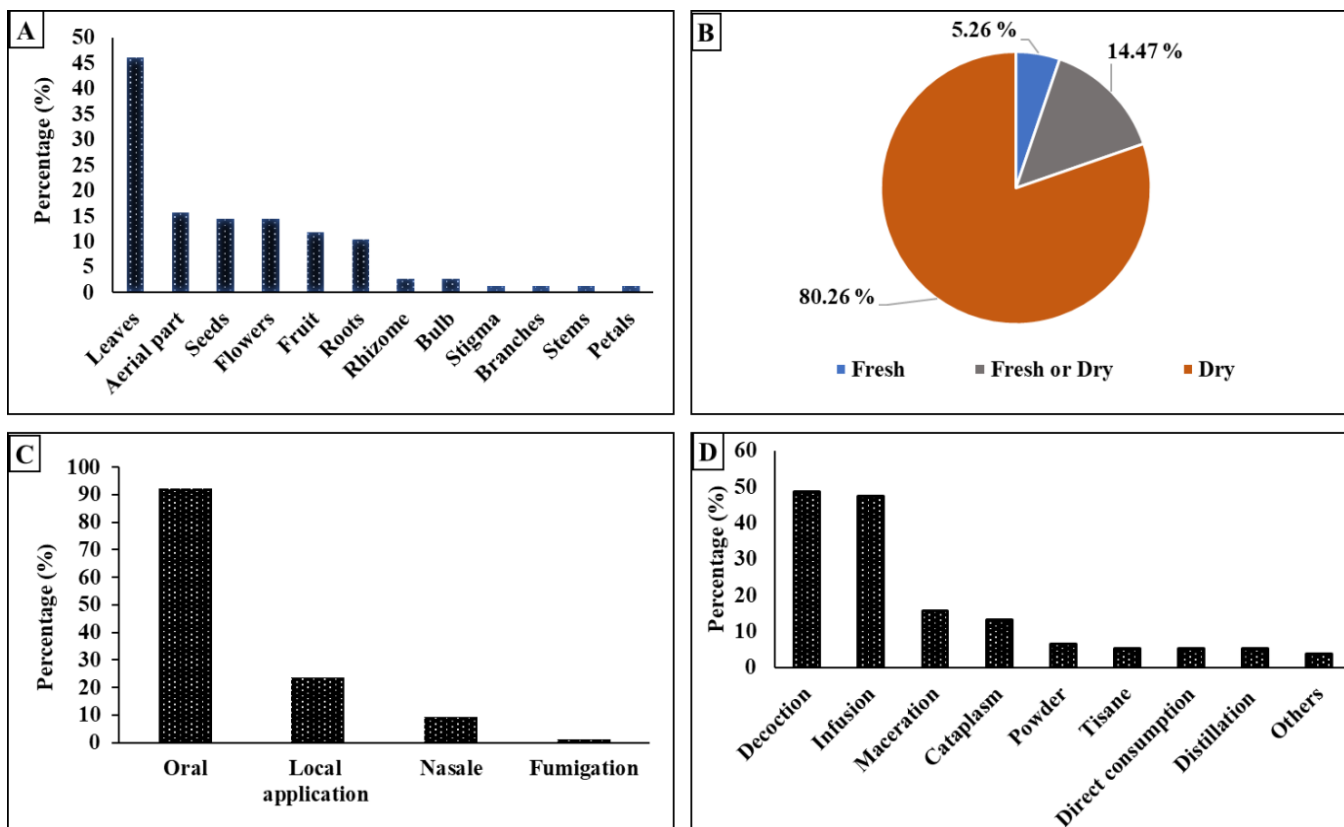 A
Percentage (%)
50
45
40
35
30
25
20
15
10
5
0
Leaves
Aerial part
Seeds
Flowers
Fruit
Roots
Rhizome
Bulb
Stigma
Branches
Stems
Petals
B
5.26 %
14.47 %
80.26 %
Fresh
Fresh or Dry
Dry
C
Percentage (%)
100
90
80
70
60
50
40
30
20
10
0
Oral
Local
application
Nasale
Fumigation
D
Percentage (%)
60
50
40
30
20
10
0
Decoction
Infusion
Maceration
Cataplasm
Powder
Tisane
Direct consumption
Distillation
Others